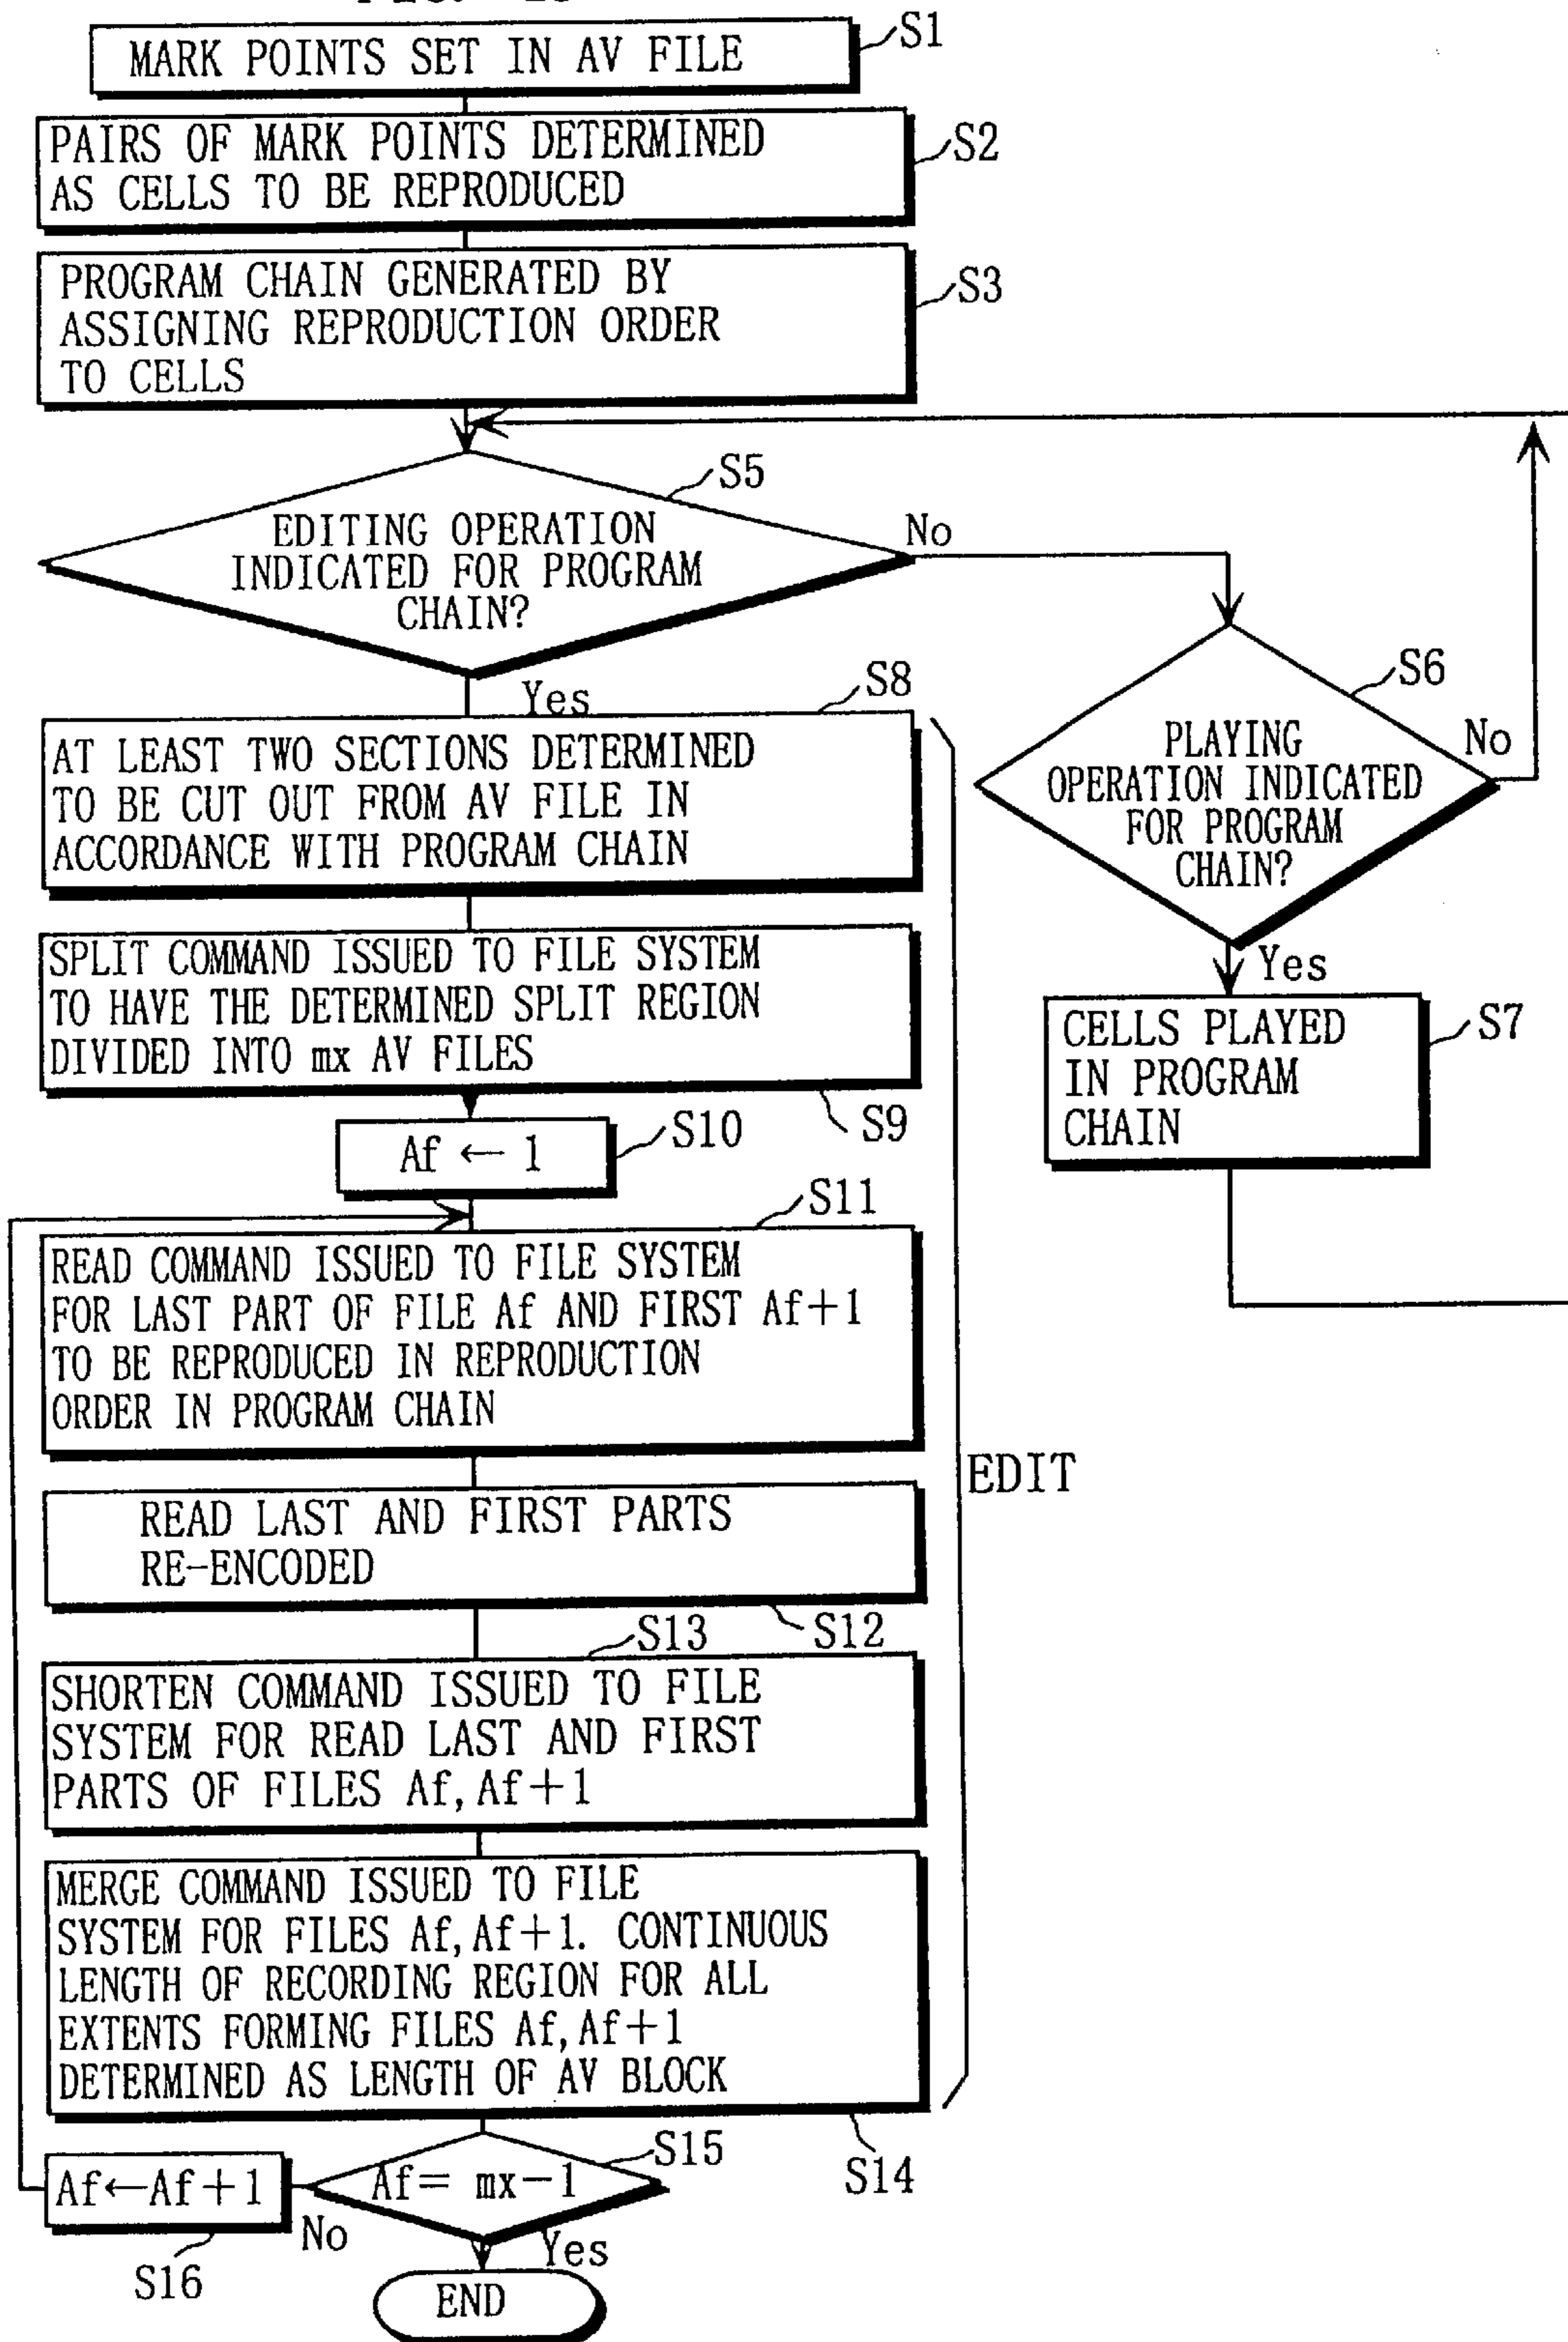 S1
MARK POINTS SET IN AV FILE
S2
PAIRS OF MARK POINTS DETERMINED
AS CELLS TO BE REPRODUCED
S3
PROGRAM CHAIN GENERATED BY
ASSIGNING REPRODUCTION ORDER
TO CELLS
S5
EDITING OPERATION
INDICATED FOR PROGRAM
CHAIN?
No
Yes
S6
PLAYING
OPERATION INDICATED
FOR PROGRAM
CHAIN?
No
Yes
S7
CELLS PLAYED
IN PROGRAM
CHAIN
S8
AT LEAST TWO SECTIONS DETERMINED
TO BE CUT OUT FROM AV FILE IN
ACCORDANCE WITH PROGRAM CHAIN
SPLIT COMMAND ISSUED TO FILE SYSTEM
TO HAVE THE DETERMINED SPLIT REGION
DIVIDED INTO mx AV FILES
S9
S10
Af ← 1
S11
READ COMMAND ISSUED TO FILE SYSTEM
FOR LAST PART OF FILE Af AND FIRST Af+1
TO BE REPRODUCED IN REPRODUCTION
ORDER IN PROGRAM CHAIN
EDIT
READ LAST AND FIRST PARTS
RE-ENCODED
S12
S13
SHORTEN COMMAND ISSUED TO FILE
SYSTEM FOR READ LAST AND FIRST
PARTS OF FILES Af, Af+1
MERGE COMMAND ISSUED TO FILE
SYSTEM FOR FILES Af, Af+1. CONTINUOUS
LENGTH OF RECORDING REGION FOR ALL
EXTENTS FORMING FILES Af, Af+1
DETERMINED AS LENGTH OF AV BLOCK
S14
S15
Af= mx-1
Af←Af+1
No
Yes
S16
END